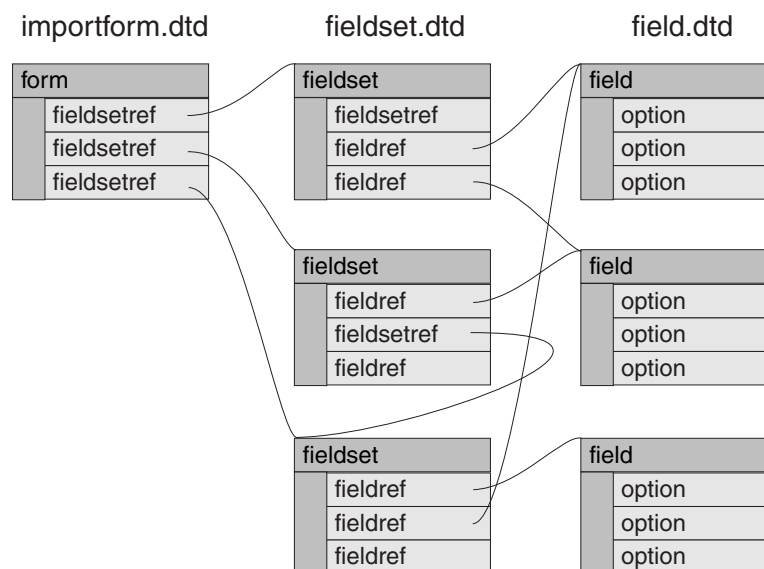 importform.dtd
fieldset.dtd
field.dtd
form
fieldsetref
fieldsetref
fieldsetref
fieldset
fieldsetref
fieldref
fieldref
field
option
option
option
fieldset
fieldref
fieldsetref
fieldref
field
option
option
option
fieldset
fieldref
fieldref
fieldref
field
option
option
option